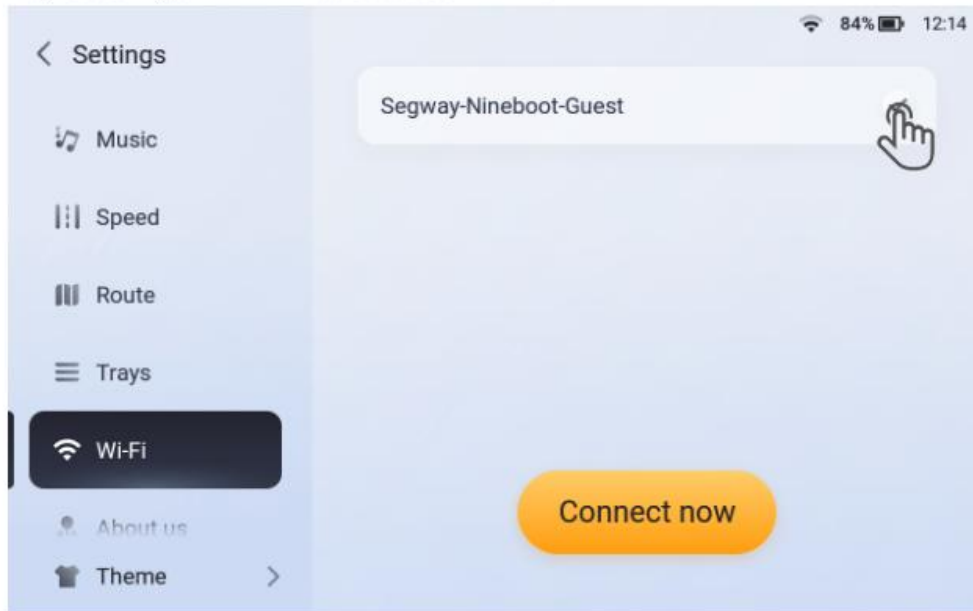 84% 12:14
Settings
Segway-Nineboot-Guest
Music
Speed
Route
Trays
Wi-Fi
Connect now
About us
Theme